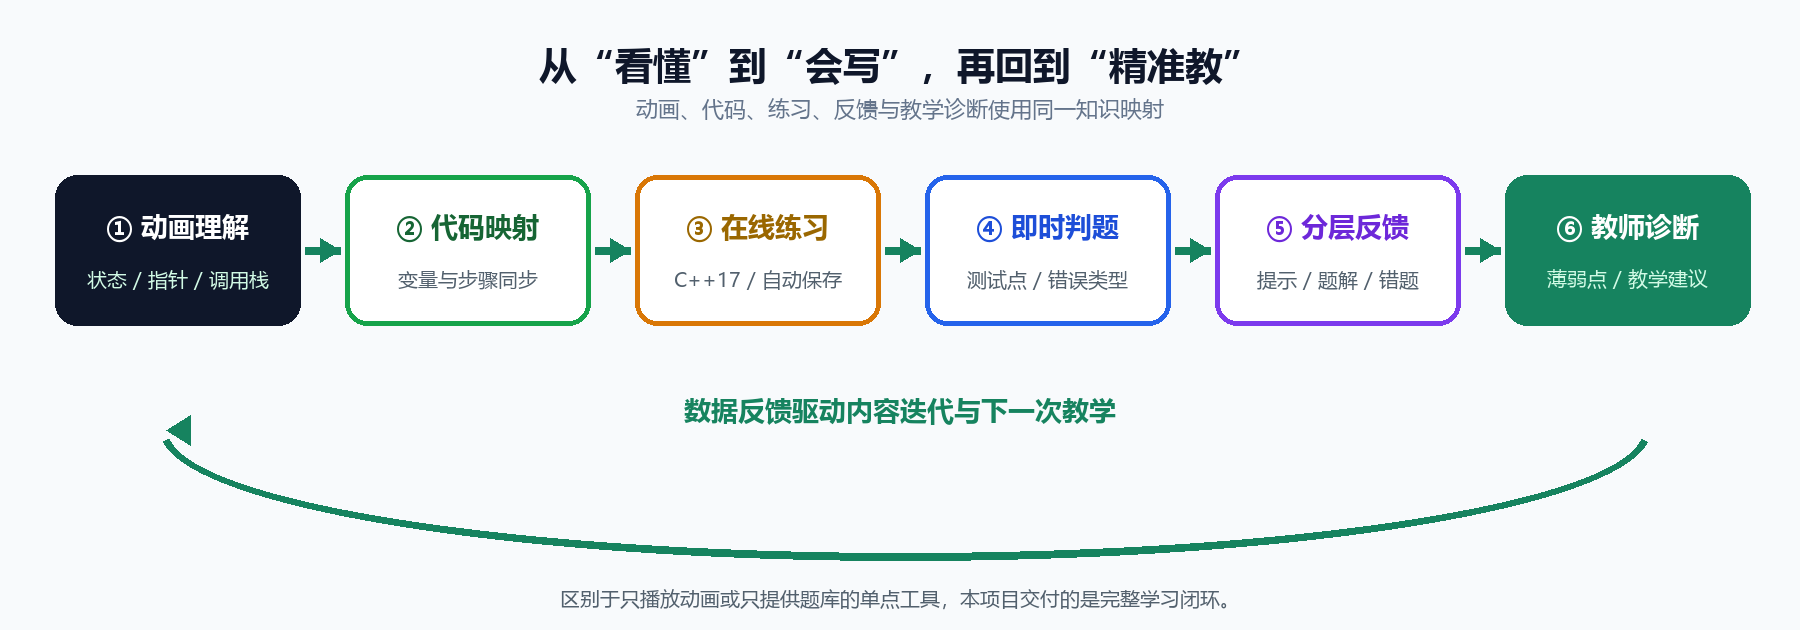 从“看懂”到“会写”，再回到“精准教”
动画、代码、练习、反馈与教学诊断使用同一知识映射
① 动画理解
状态 / 指针 / 调用栈
② 代码映射
变量与步骤同步
③ 在线练习
C++17 / 自动保存
④ 即时判题
测试点 / 错误类型
⑤ 分层反馈
提示 / 题解 / 错题
⑥ 教师诊断
薄弱点 / 教学建议
数据反馈驱动内容迭代与下一次教学
区别于只播放动画或只提供题库的单点工具，本项目交付的是完整学习闭环。